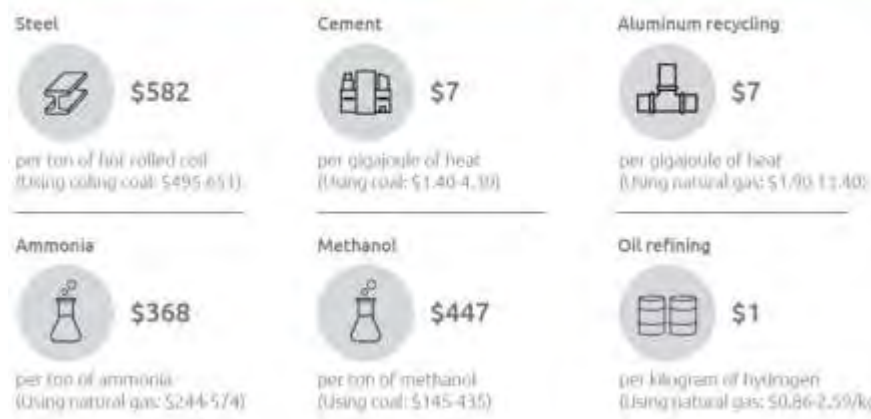 Steel
$582
per ton of hot rolled coil
(Using coking coal: $495-651)
Cement
$7
per gigajoule of heat
(Using coal: $1.40-4.30)
Aluminum recycling
$7
per gigajoule of heat
(Using natural gas: $1.90-11.40)
Ammonia
$368
per ton of ammonia
(Using natural gas: $244-574)
Methanol
$447
per ton of methanol
(Using coal: $145-435)
Oil refining
$1
per kilogram of hydrogen
(Using natural gas: $0.86-2.59/kg